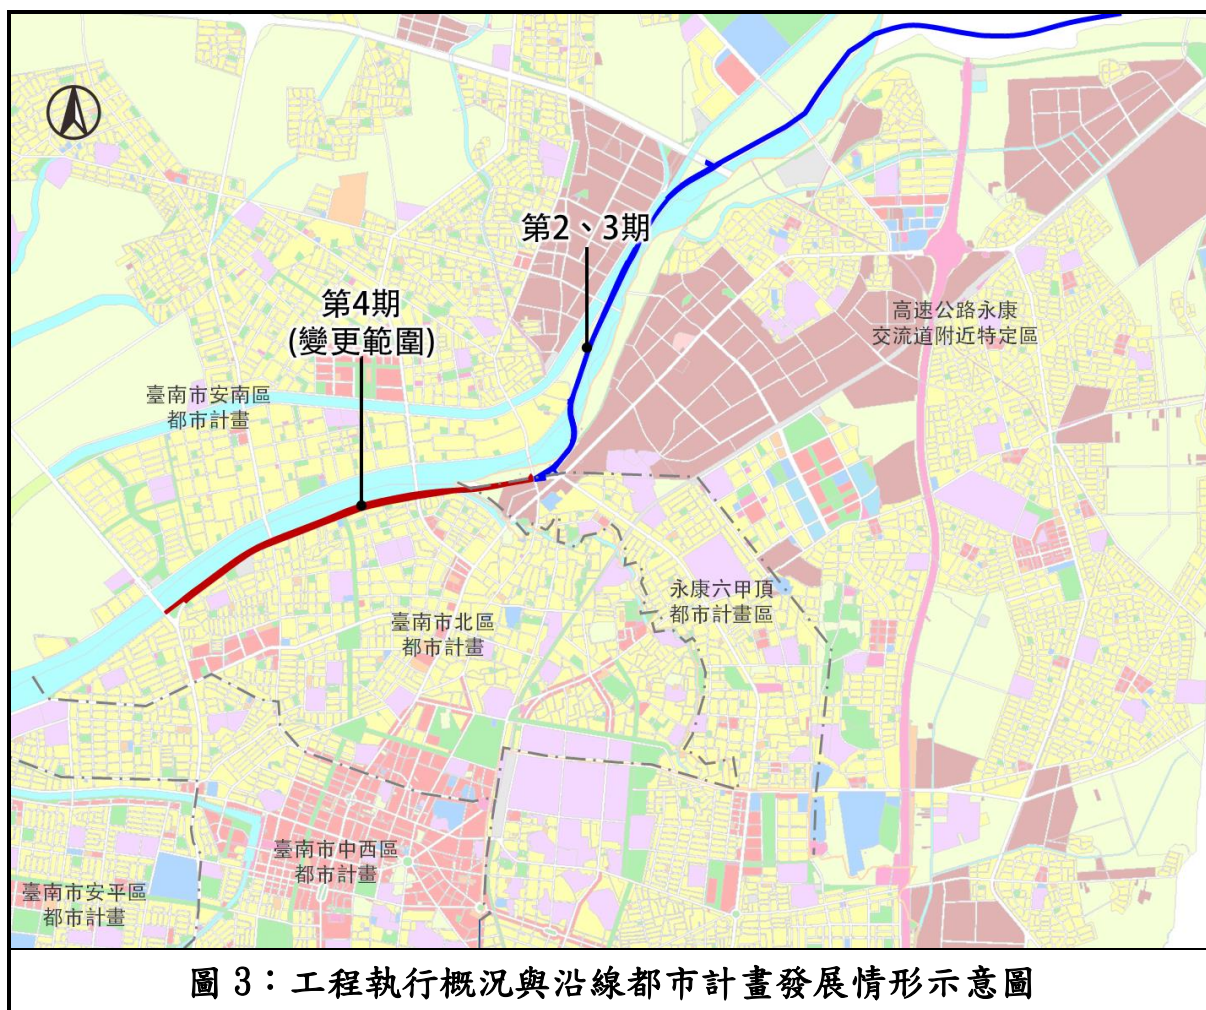 第2、3期
第4期
(變更範圍)
高速公路永康
交流道附近特定區
臺南市安南區
都市計畫
永康六甲頂
都市計畫區
臺南市北區
都市計畫
臺南市中西區
都市計畫
臺南市安平區
都市計畫
圖 3：工程執行概況與沿線都市計畫發展情形示意圖